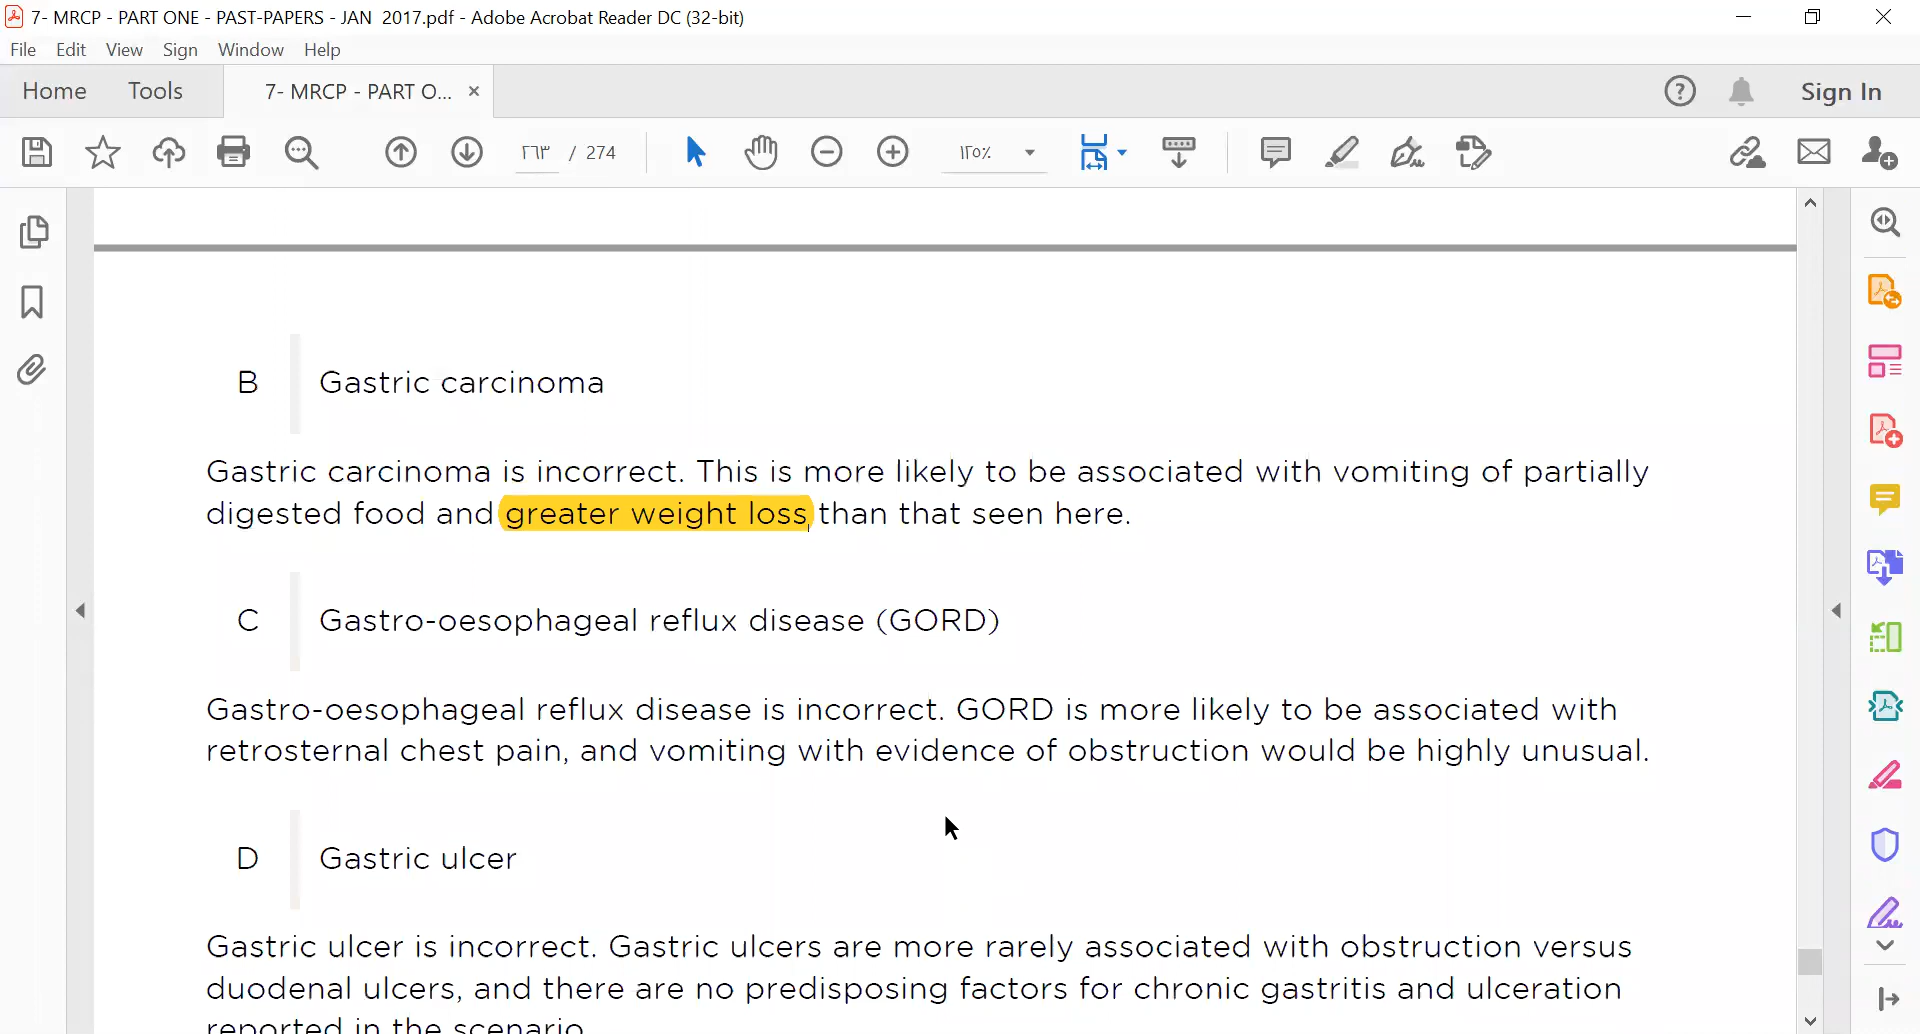 7- MRCP - PART ONE - PAST-PAPERS - JAN  2017.pdf - Adobe Acrobat Reader DC (32-bit)
File Edit View Sign Window Help
Home Tools 7- MRCP - PART O... × Sign In
٢٦٣ / 274 ١٢٥٪
B Gastric carcinoma
Gastric carcinoma is incorrect. This is more likely to be associated with vomiting of partially
digested food and greater weight loss than that seen here.
C Gastro-oesophageal reflux disease (GORD)
Gastro-oesophageal reflux disease is incorrect. GORD is more likely to be associated with
retrosternal chest pain, and vomiting with evidence of obstruction would be highly unusual.
D Gastric ulcer
Gastric ulcer is incorrect. Gastric ulcers are more rarely associated with obstruction versus
duodenal ulcers, and there are no predisposing factors for chronic gastritis and ulceration
reported in the scenario